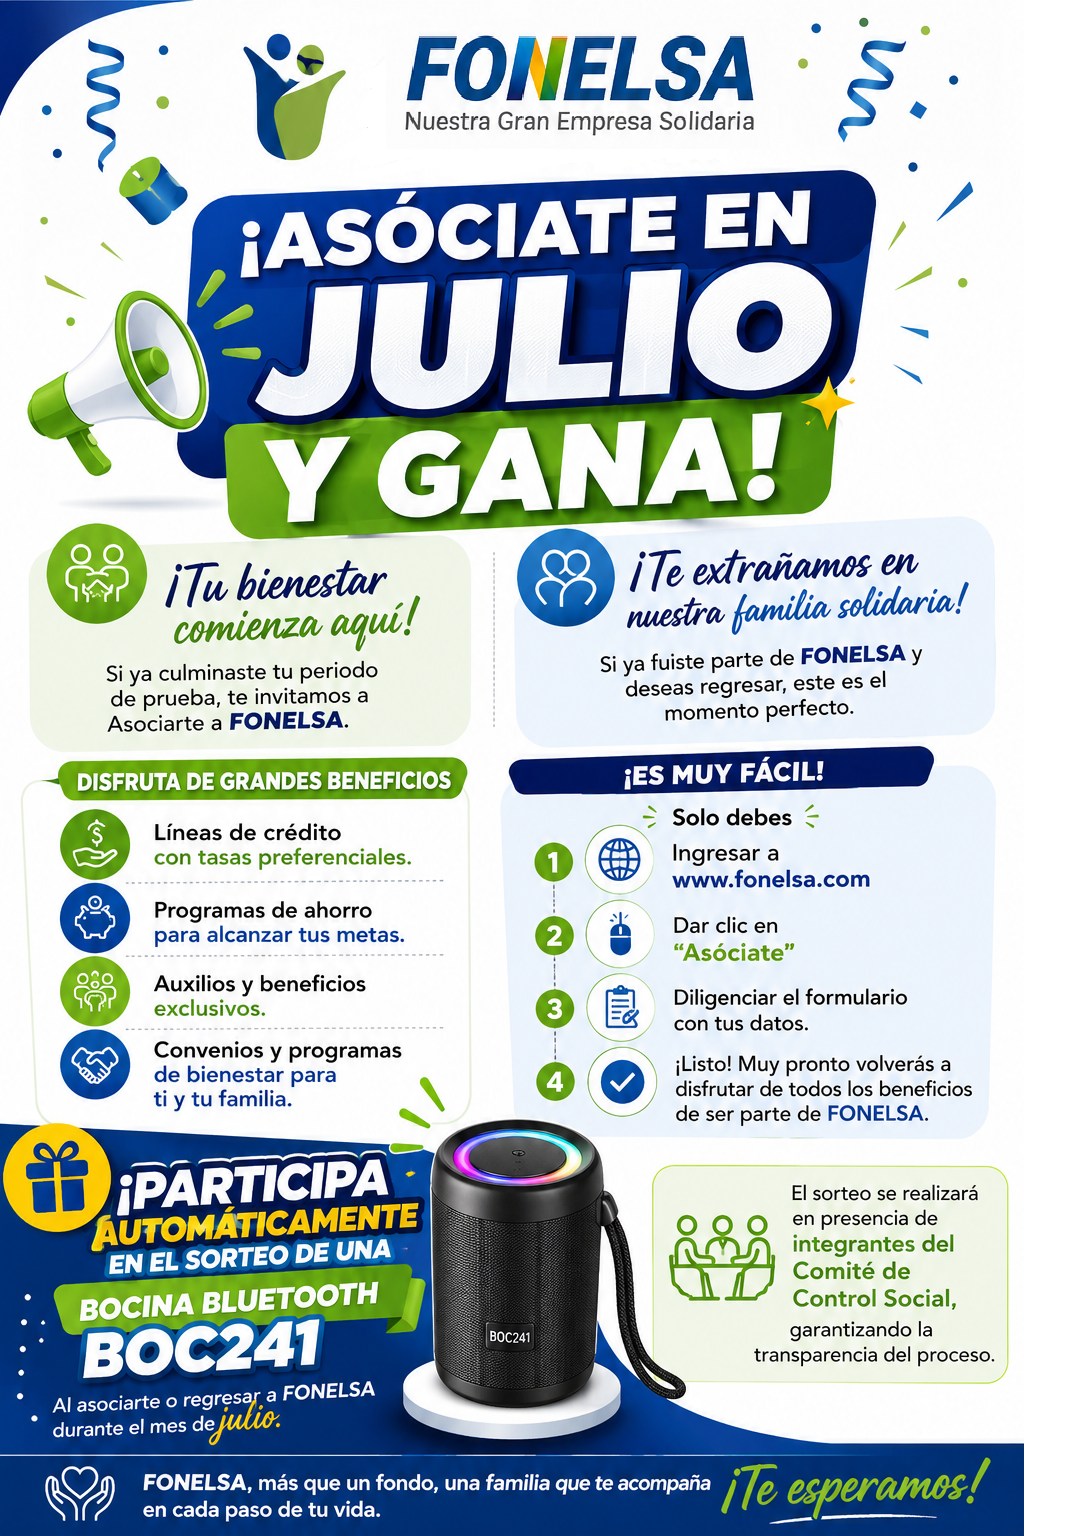 FONELSA
Nuestra Gran Empresa Solidaria
¡ASÓCIATE EN
JULIO
Y GANA!
¡Tu bienestar
comienza aquí!
Si ya culminaste tu periodo
de prueba, te invitamos a
Asociarte a FONELSA.
¡Te extrañamos en
nuestra familia solidaria!
Si ya fuiste parte de FONELSA y
deseas regresar, este es el
momento perfecto.
DISFRUTA DE GRANDES BENEFICIOS
Líneas de crédito
con tasas preferenciales.
Programas de ahorro
para alcanzar tus metas.
Auxilios y beneficios
exclusivos.
Convenios y programas
de bienestar para
ti y tu familia.
¡ES MUY FÁCIL!
Solo debes
1
Ingresar a
www.fonelsa.com
2
Dar clic en
“Asóciate”
3
Diligenciar el formulario
con tus datos.
4
¡Listo! Muy pronto volverás a
disfrutar de todos los beneficios
de ser parte de FONELSA.
¡PARTICIPA
AUTOMÁTICAMENTE
EN EL SORTEO DE UNA
BOCINA BLUETOOTH
BOC241
Al asociarte o regresar a FONELSA
durante el mes de julio.
BOC241
El sorteo se realizará
en presencia de
integrantes del
Comité de
Control Social,
garantizando la
transparencia del proceso.
FONELSA, más que un fondo, una familia que te acompaña
en cada paso de tu vida.
¡Te esperamos!